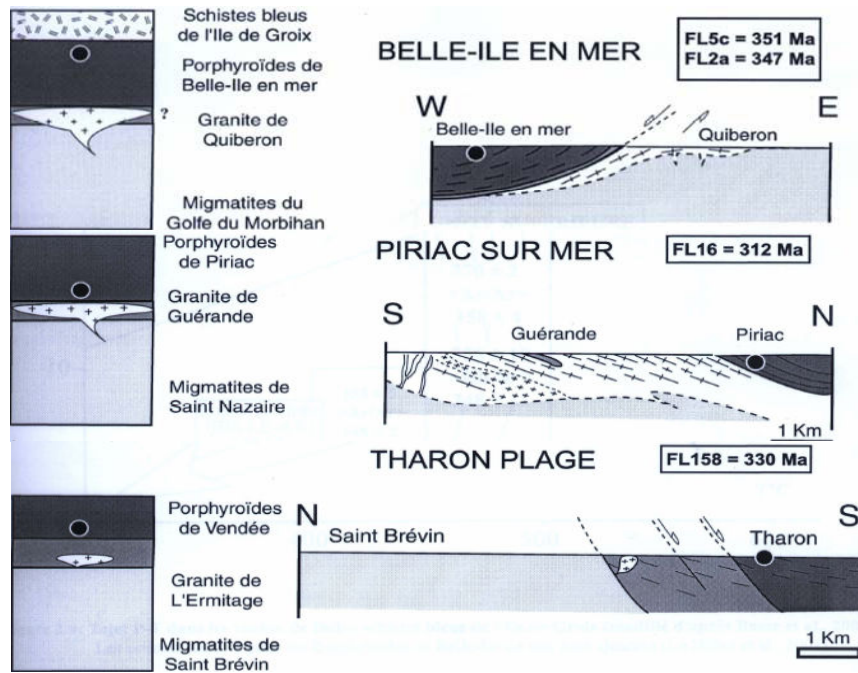 Schistes bleus
de l'Ile de Groix
Porphyroïdes de
Belle-Ile en mer
?
Granite de
Quiberon
Migmatites du
Golfe du Morbihan
BELLE-ILE EN MER
FL5c = 351 Ma
FL2a = 347 Ma
W
E
Belle-Ile en mer
Quiberon
Porphyroïdes
de Piriac
Granite de
Guérande
Migmatites de
Saint Nazaire
PIRIAC SUR MER
FL16 = 312 Ma
S
N
Guérande
Piriac
1 Km
THARON PLAGE
FL158 = 330 Ma
Porphyroïdes
de Vendée
Granite de
L'Ermitage
Migmatites de
Saint Brévin
N
S
Saint Brévin
Tharon
1 Km